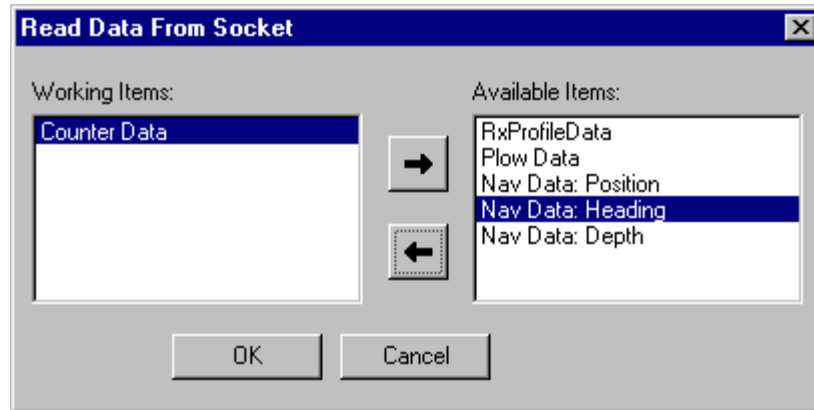 Read Data From Socket
Working Items:
Counter Data
Available Items:
RxProfileData
Plow Data
Nav Data: Position
Nav Data: Heading
Nav Data: Depth
OK
Cancel